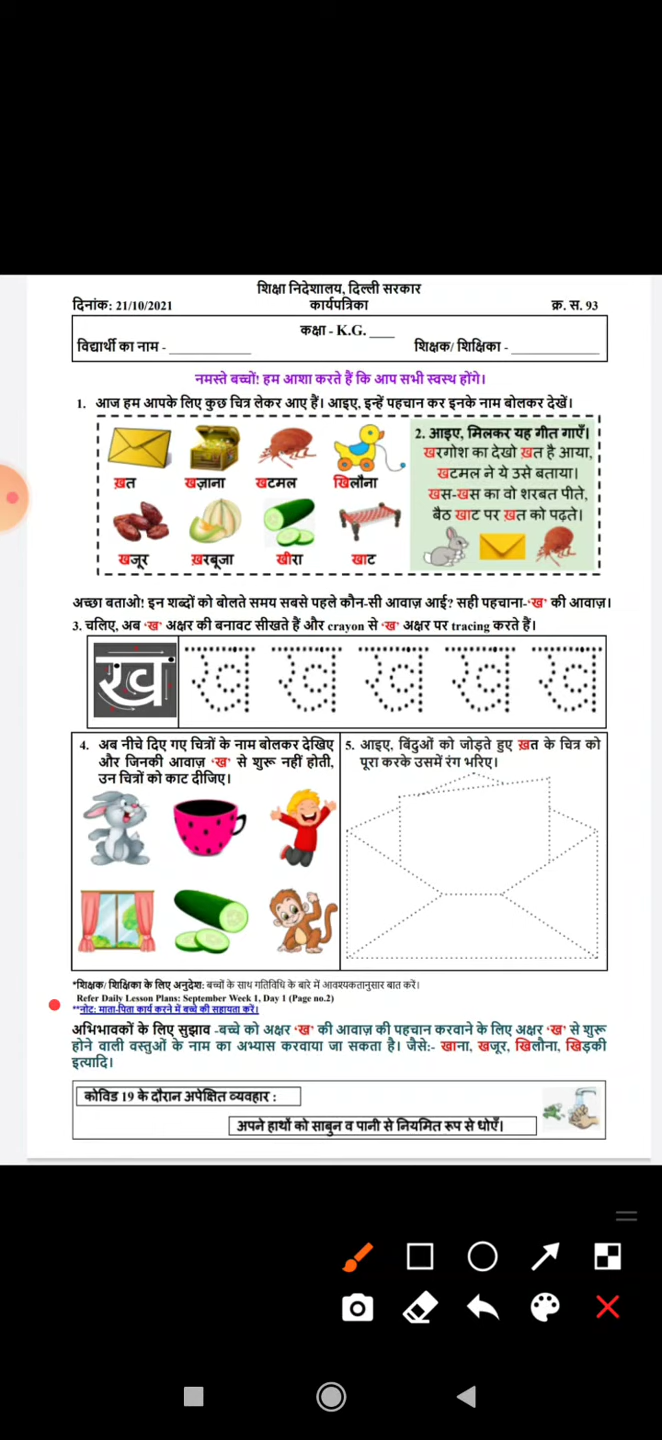 शिक्षा निदेशालय, दिल्ली सरकार
दिनांक: 21/10/2021 कार्यपत्रिका क्र. स. 93
कक्षा - K.G. ____
विद्यार्थी का नाम - ____________ शिक्षक/ शिक्षिका - ____________
नमस्ते बच्चों! हम आशा करते हैं कि आप सभी स्वस्थ होंगे।
1. आज हम आपके लिए कुछ चित्र लेकर आए हैं। आइए, इन्हें पहचान कर इनके नाम बोलकर देखें।
ख़त ख़ज़ाना खटमल खिलौना
खजूर ख़रबूजा खीरा खाट
2. आइए, मिलकर यह गीत गाएँ।
खरगोश का देखो ख़त है आया,
खटमल ने ये उसे बताया।
खस-खस का वो शरबत पीते,
बैठ खाट पर ख़त को पढ़ते।
अच्छा बताओ! इन शब्दों को बोलते समय सबसे पहले कौन-सी आवाज़ आई? सही पहचाना-‘ख’ की आवाज़।
3. चलिए, अब ‘ख’ अक्षर की बनावट सीखते हैं और crayon से ‘ख’ अक्षर पर tracing करते हैं।
ख ख ख ख ख ख
4. अब नीचे दिए गए चित्रों के नाम बोलकर देखिए
और जिनकी आवाज़ ‘ख’ से शुरू नहीं होती,
उन चित्रों को काट दीजिए।
5. आइए, बिंदुओं को जोड़ते हुए ख़त के चित्र को
पूरा करके उसमें रंग भरिए।
*शिक्षक/ शिक्षिका के लिए अनुदेश: बच्चों के साथ गतिविधि के बारे में आवश्यकतानुसार बात करें।
Refer Daily Lesson Plans: September Week 1, Day 1 (Page no.2)
**नोट: माता-पिता कार्य करने में बच्चे की सहायता करें।
अभिभावकों के लिए सुझाव -बच्चे को अक्षर ‘ख’ की आवाज़ की पहचान करवाने के लिए अक्षर ‘ख’ से शुरू
होने वाली वस्तुओं के नाम का अभ्यास करवाया जा सकता है। जैसे:- खाना, खजूर, खिलौना, खिड़की
इत्यादि।
कोविड 19 के दौरान अपेक्षित व्यवहार :
अपने हाथों को साबुन व पानी से नियमित रूप से धोएँ।